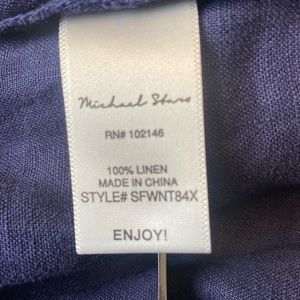 Michael Stars
RN# 102146
100% LINEN
MADE IN CHINA
STYLE# SFWNT84X
ENJOY!